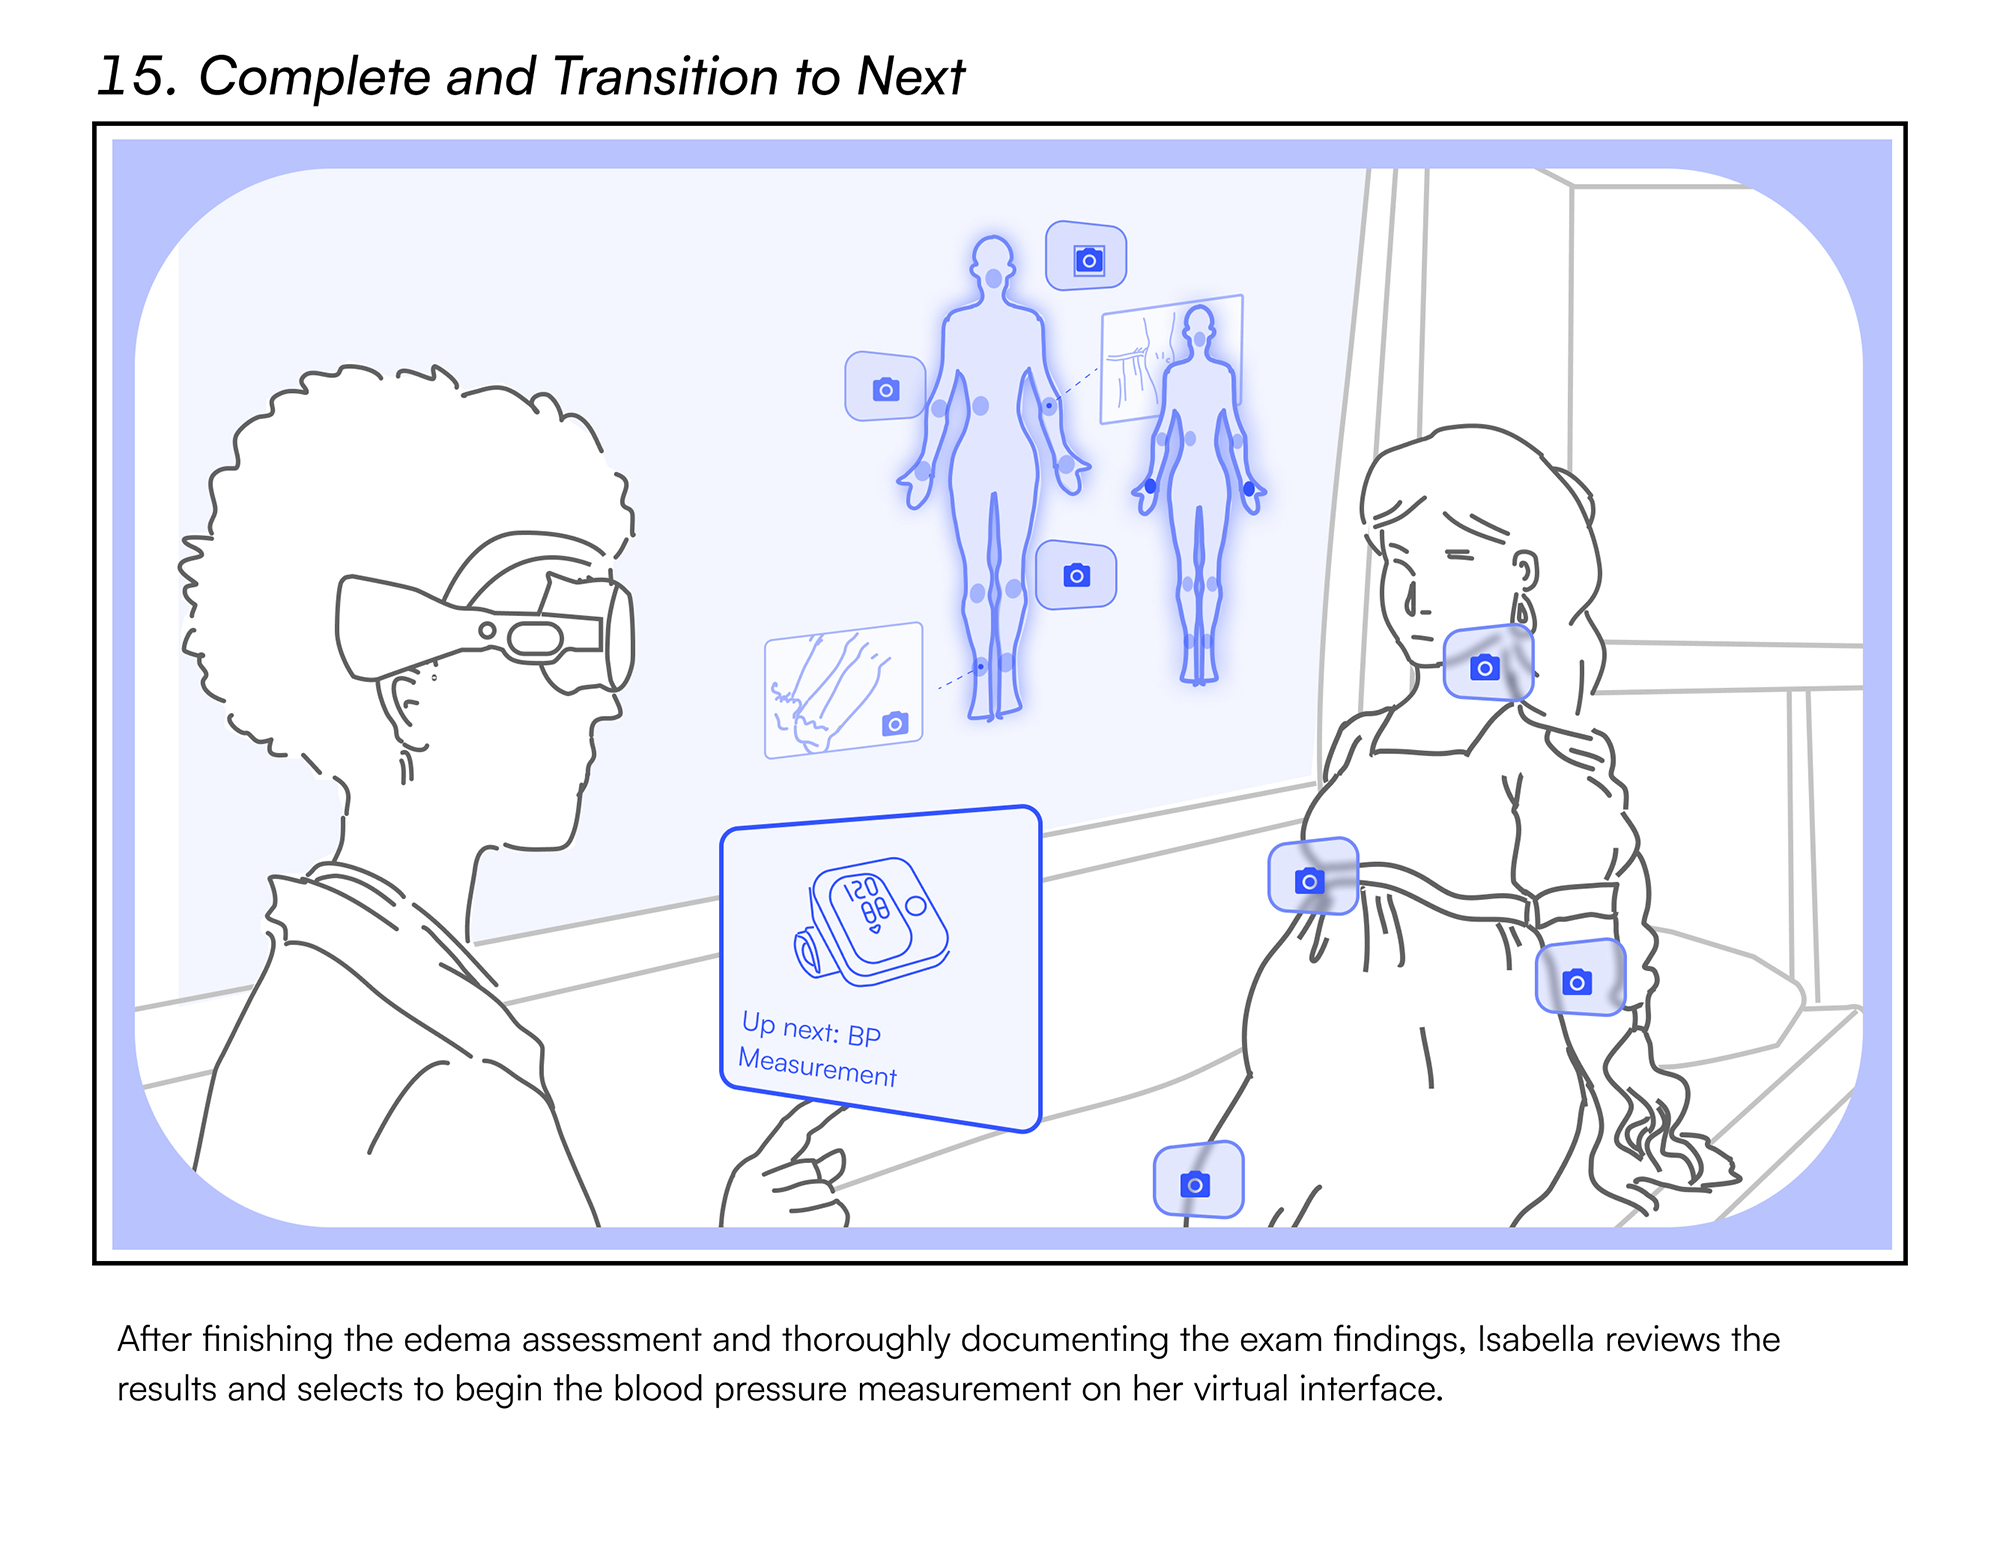 15. Complete and Transition to Next
120
88
Up next: BP
Measurement
After finishing the edema assessment and thoroughly documenting the exam findings, Isabella reviews the
results and selects to begin the blood pressure measurement on her virtual interface.